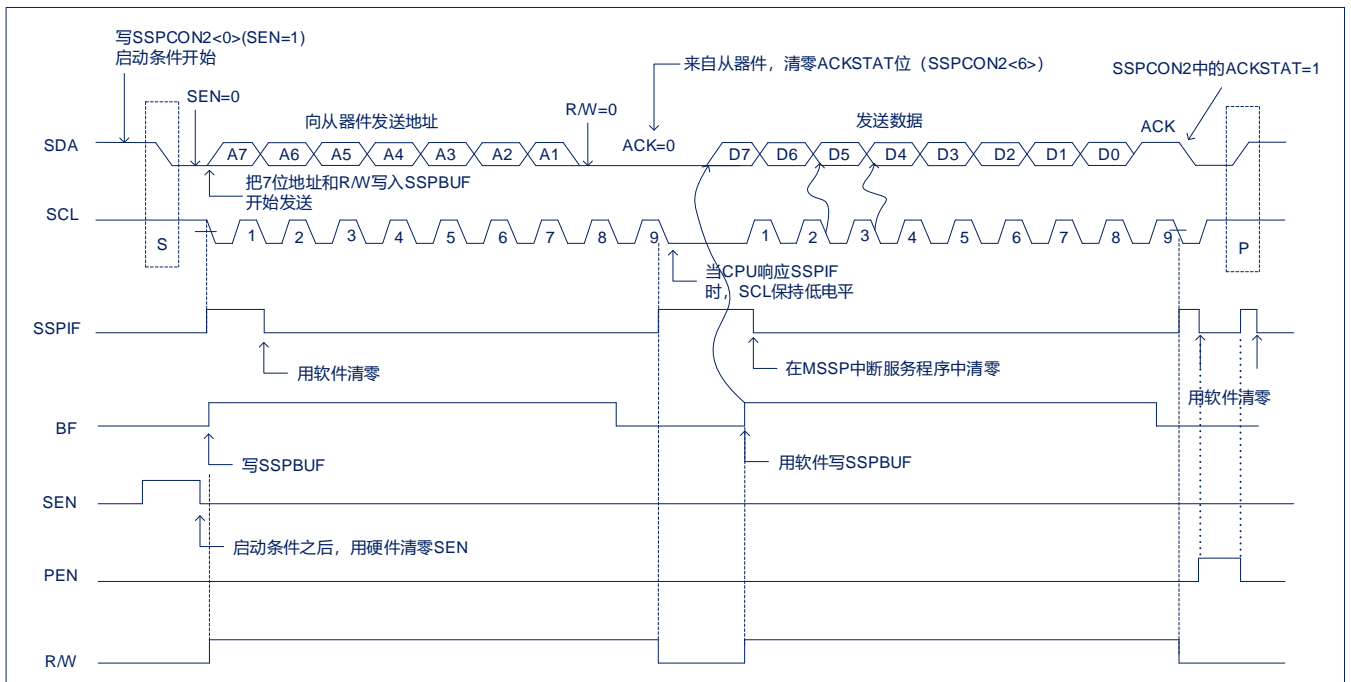 写SSPCON2<0>(SEN=1)
启动条件开始
来自从器件，清零ACKSTAT位（SSPCON2<6>）
SSPCON2中的ACKSTAT=1
SEN=0
向从器件发送地址
R/W=0
发送数据
ACK
SDA
A7 A6 A5 A4 A3 A2 A1
ACK=0
D7 D6 D5 D4 D3 D2 D1 D0
把7位地址和R/W写入SSPBUF
开始发送
SCL
S
1 2 3 4 5 6 7 8 9
1 2 3 4 5 6 7 8 9
P
当CPU响应SSPIF
时，SCL保持低电平
SSPIF
用软件清零
在MSSP中断服务程序中清零
用软件清零
BF
写SSPBUF
用软件写SSPBUF
SEN
启动条件之后，用硬件清零SEN
PEN
R/W